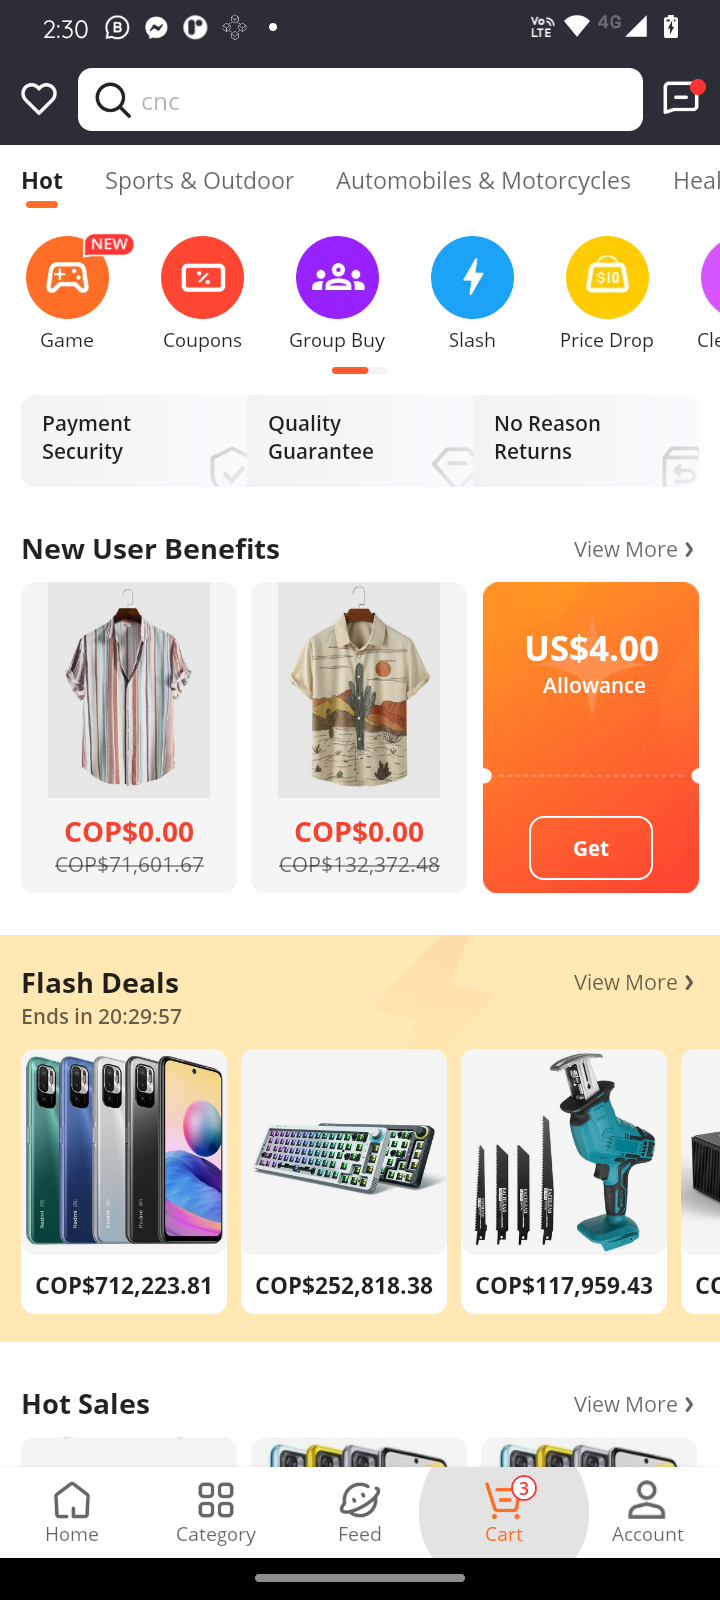 2:30
Vo LTE
4G
cnc
Hot
Sports & Outdoor
Automobiles & Motorcycles
Heal
NEW
Game
Coupons
Group Buy
Slash
$10
Price Drop
Cle
Payment
Security
Quality
Guarantee
No Reason
Returns
New User Benefits
View More
COP$0.00
COP$71,601.67
COP$0.00
COP$132,372.48
US$4.00
Allowance
Get
Flash Deals
View More
Ends in 20:29:57
COP$712,223.81
COP$252,818.38
COP$117,959.43
CO
Hot Sales
View More
Home
Category
Feed
3
Cart
Account